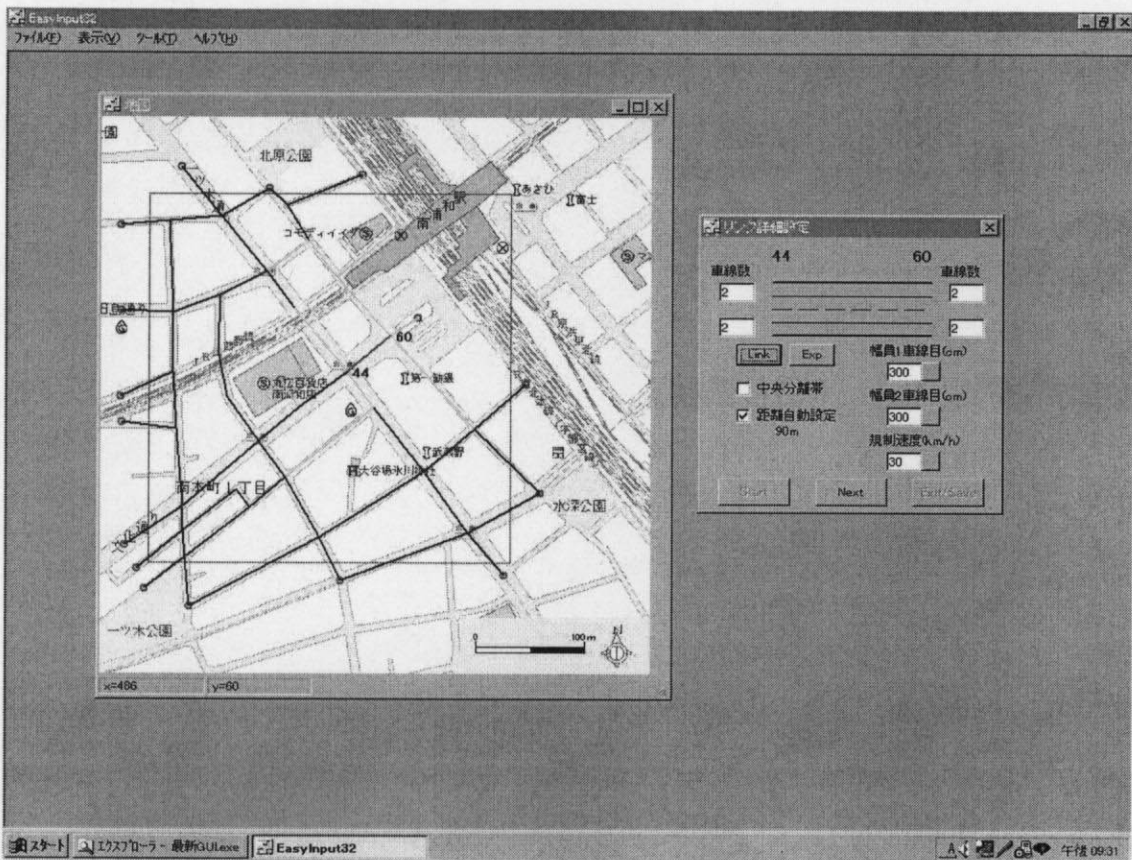 EasyInput32
ファイル(F) 表示(V) ツール(T) ヘルプ(H)
地図
北原公園
あさひ
富士
南浦和駅
コモディイイダ
マ
60
44
第一勧銀
武蔵野
大谷場氷川神社
南本町1丁目
水深公園
一ツ木公園
0 100m
x=486 y=60
リンク詳細設定
44 60
車線数 車線数
2 2
2 2
Link Exp
幅員1車線目(cm)
300
中央分離帯
幅員2車線目(cm)
距離自動設定
300
90m
規制速度(km/h)
30
Start Next Exit/Save
スタート エクスプローラ - 最新GUI.exe EasyInput32
午後 09:31